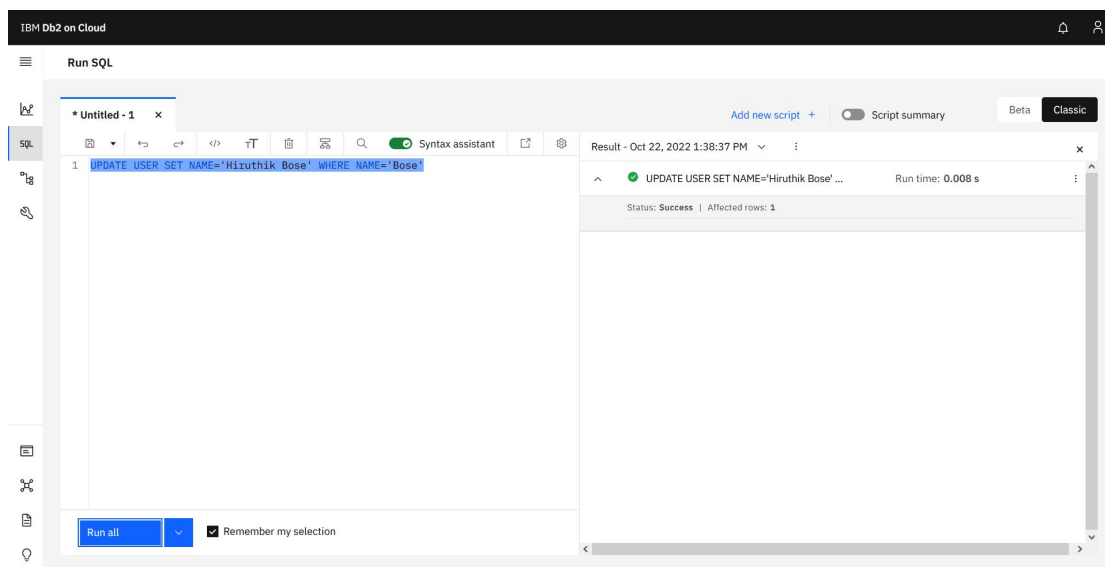 IBM Db2 on Cloud
Run SQL
* Untitled - 1 ×
Add new script +
Script summary
Beta
Classic
SQL
</>
TT
Syntax assistant
Result - Oct 22, 2022 1:38:37 PM
1 UPDATE USER SET NAME='Hiruthik Bose' WHERE NAME='Bose'
UPDATE USER SET NAME='Hiruthik Bose' ...
Run time: 0.008 s
Status: Success | Affected rows: 1
Run all
Remember my selection